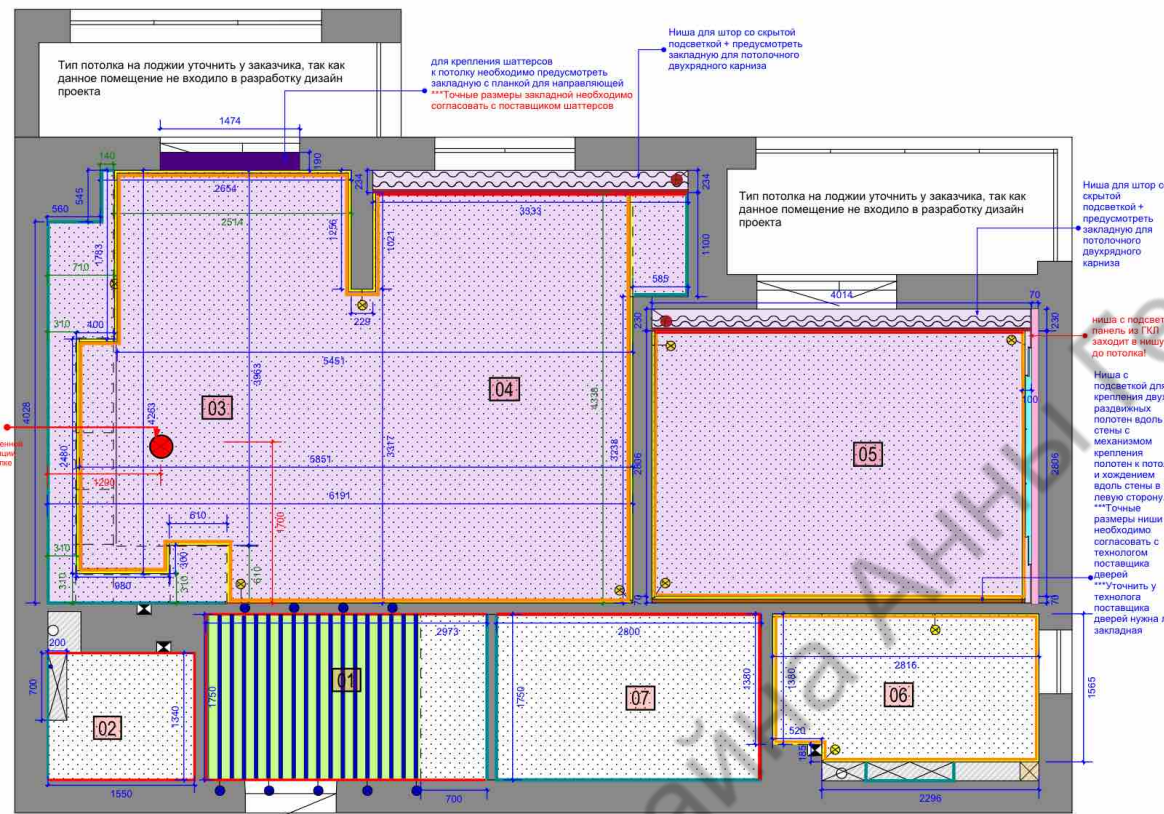 Ниша для штор со скрытой
подсветкой + предусмотреть
закладную для потолочного
двухрядного карниза
Тип потолка на лоджии уточнить у заказчика, так как
данное помещение не входило в разработку дизайн
проекта
для крепления шаттерсов
к потолку необходимо предусмотреть
закладную с планкой для направляющей
***Точные размеры закладной необходимо
согласовать с поставщиком шаттерсов
1474
140
190
545
2654
234
234
560
2514
3333
1256
1021
1783
1100
Тип потолка на лоджии уточнить у заказчика, так как
данное помещение не входило в разработку дизайн
проекта
Ниша для штор со
скрытой
подсветкой +
предусмотреть
закладную для
потолочного
двухрядного
карниза
710
585
4014
70
229
310
400
230
230
ниша с подсвет
панель из ГКЛ
заходит в нишу
до потолка!
5451
3963
4338
03
04
100
4028
4263
Ниша с
подсветкой для
крепления двух
раздвижных
полотен вдоль
стены с
механизмом
крепления
полотен к пото
и хождением
вдоль стены в
левую сторону.
***Точные
размеры ниши
необходимо
согласовать с
технологом
поставщика
дверей
***Уточнить у
технолога
поставщика
дверей нужна л
закладная
2480
5851
3317
3238
2806
05
2806
1290
6191
1700
610
310
300
980
310
310
610
70
70
200
2973
2800
700
1340
1750
01
1750
07
1380
1380
2816
06
1565
02
520
185
1550
700
2296
йна Анны Ге